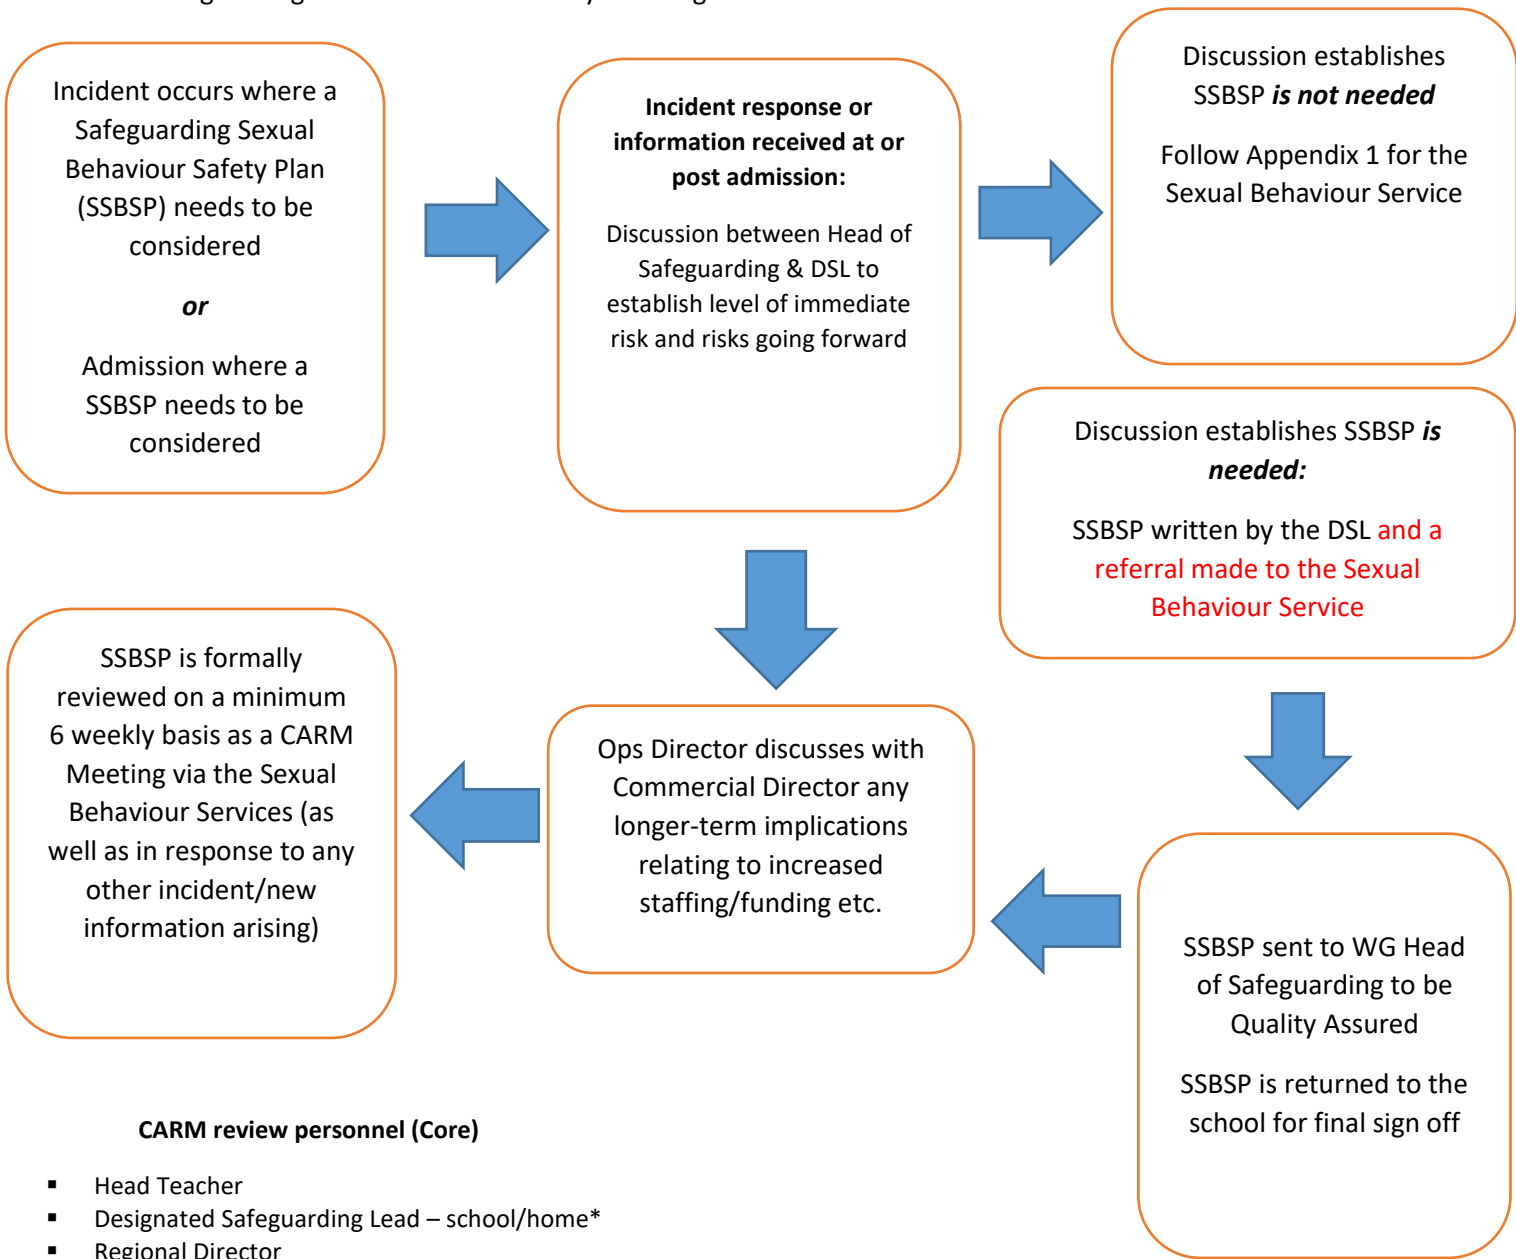 Incident occurs where a
Safeguarding Sexual
Behaviour Safety Plan
(SSBSP) needs to be
considered
or
Admission where a
SSBSP needs to be
considered
Incident response or
information received at or
post admission:
Discussion between Head of
Safeguarding & DSL to
establish level of immediate
risk and risks going forward
Discussion establishes
SSBSP is not needed
Follow Appendix 1 for the
Sexual Behaviour Service
Discussion establishes SSBSP is
needed:
SSBSP written by the DSL and a
referral made to the Sexual
Behaviour Service
SSBSP is formally
reviewed on a minimum
6 weekly basis as a CARM
Meeting via the Sexual
Behaviour Services (as
well as in response to any
other incident/new
information arising)
Ops Director discusses with
Commercial Director any
longer-term implications
relating to increased
staffing/funding etc.
SSBSP sent to WG Head
of Safeguarding to be
Quality Assured
SSBSP is returned to the
school for final sign off
CARM review personnel (Core)
▪ Head Teacher
▪ Designated Safeguarding Lead – school/home*
▪ Regional Director